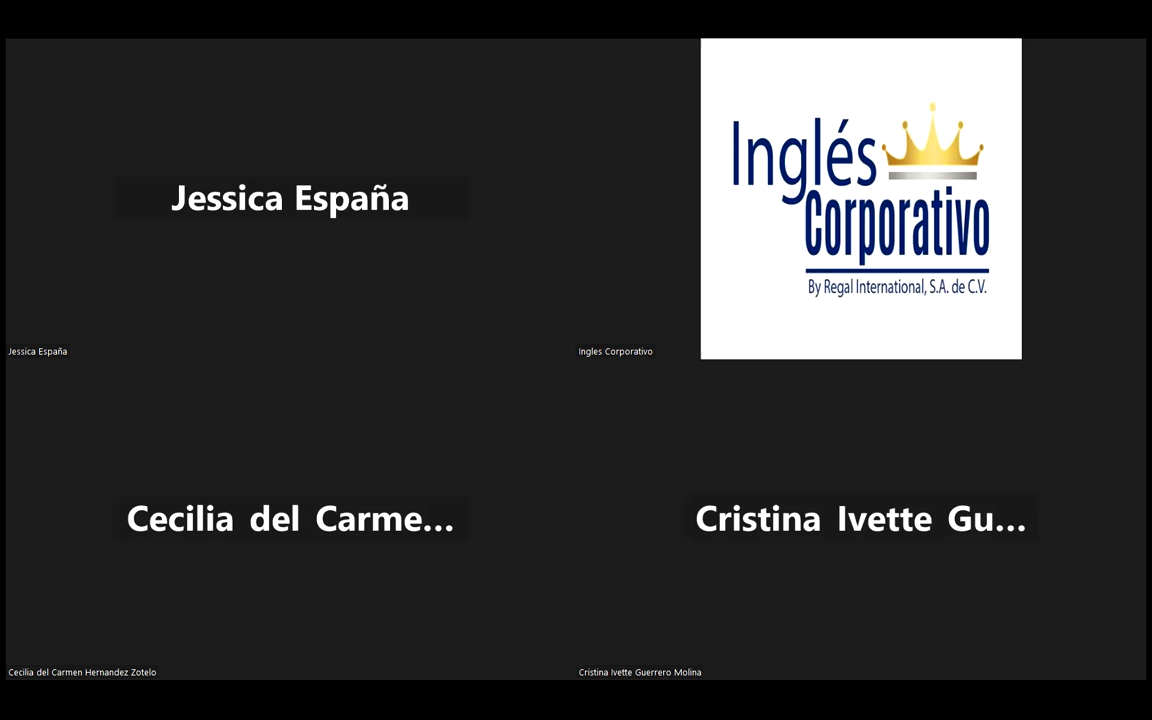 Jessica España
Inglés
Corporativo
By Regal International, S.A. de C.V.
Jessica España
Ingles Corporativo
Cecilia del Carme...
Cristina Ivette Gu...
Cecilia del Carmen Hernandez Zotelo
Cristina Ivette Guerrero Molina